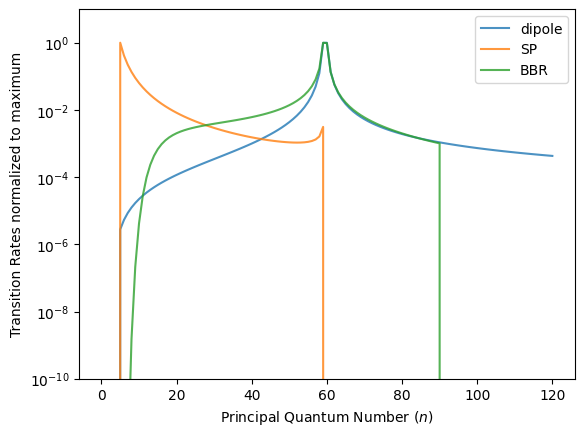 dipole
SP
BBR
10⁰
10⁻²
10⁻⁴
10⁻⁶
10⁻⁸
10⁻¹⁰
Transition Rates normalized to maximum
0 20 40 60 80 100 120
Principal Quantum Number (n)